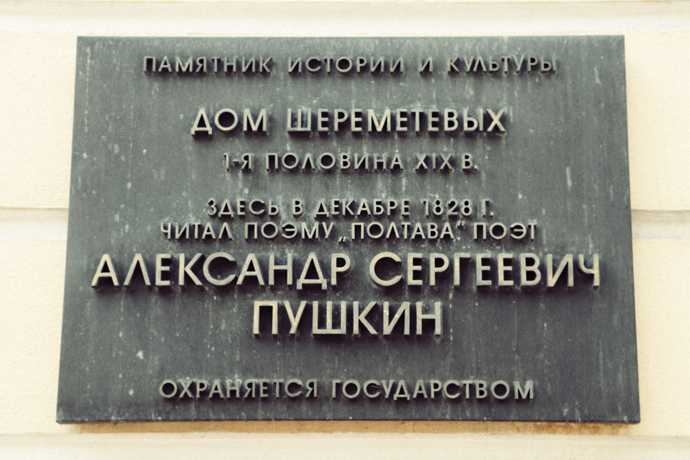 ПАМЯТНИК ИСТОРИИ И КУЛЬТУРЫ
ДОМ ШЕРЕМЕТЕВЫХ
1-Я ПОЛОВИНА XIX В.
ЗДЕСЬ В ДЕКАБРЕ 1828 Г.
ЧИТАЛ ПОЭМУ „ПОЛТАВА” ПОЭТ
АЛЕКСАНДР СЕРГЕЕВИЧ
ПУШКИН
ОХРАНЯЕТСЯ ГОСУДАРСТВОМ